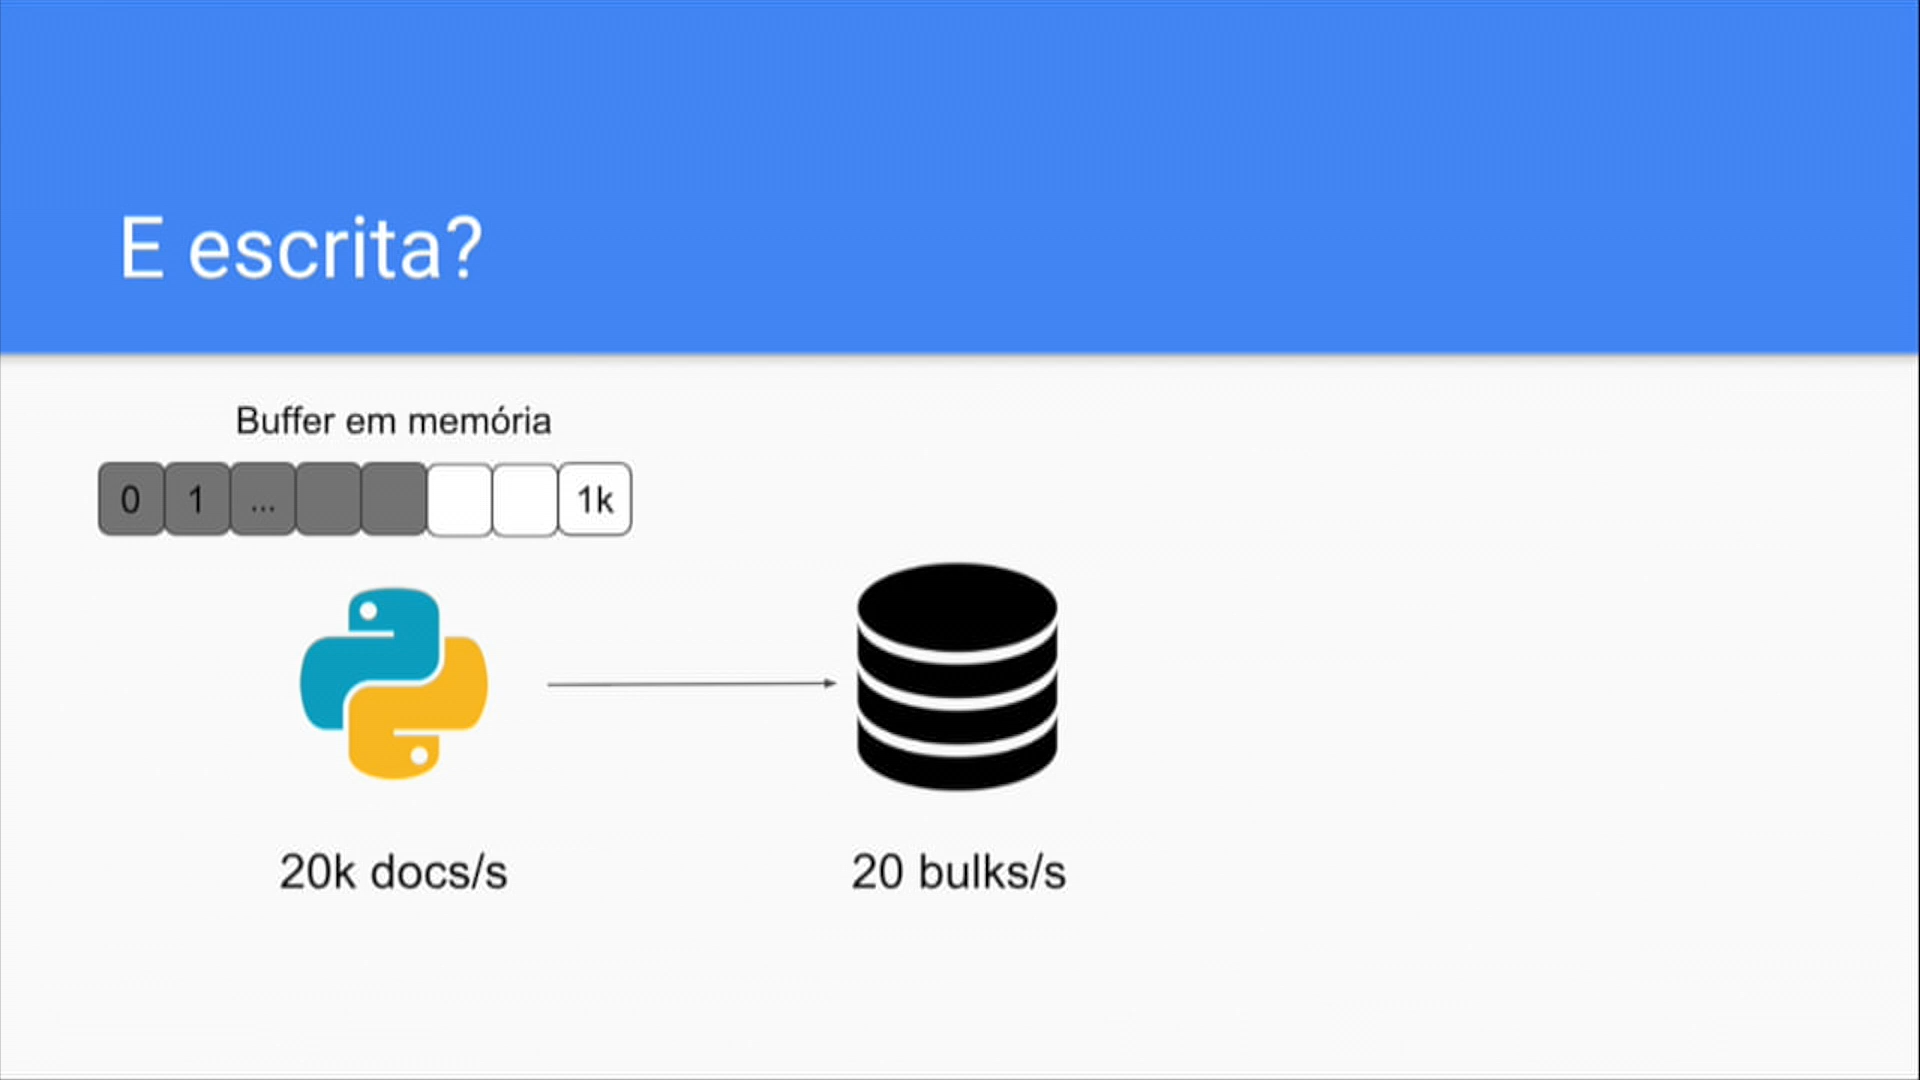 E escrita?
Buffer em memória
0 1 ... 1k
20k docs/s
20 bulks/s